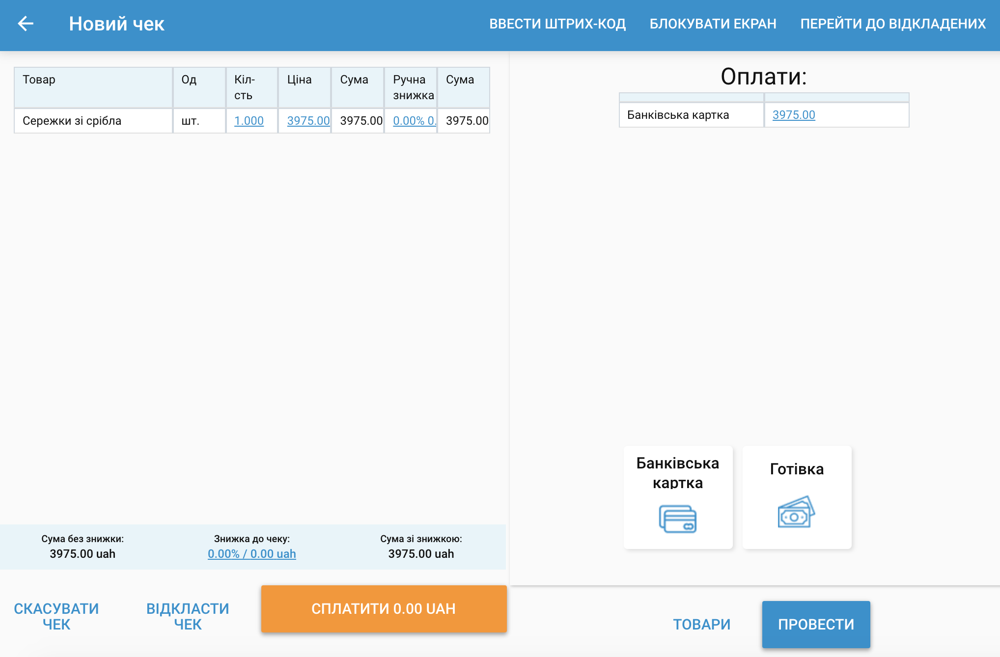 Новий чек
ВВЕСТИ ШТРИХ-КОД
БЛОКУВАТИ ЕКРАН
ПЕРЕЙТИ ДО ВІДКЛАДЕНИХ
Товар Од Кіл-сть Ціна Сума Ручна знижка Сума
Сережки зі срібла шт. 1.000 3975.00 3975.00 0.00% 0. 3975.00
Оплати:
Банківська картка 3975.00
Банківська
картка
Готівка
Сума без знижки:
3975.00 uah
Знижка до чеку:
0.00% / 0.00 uah
Сума зі знижкою:
3975.00 uah
СКАСУВАТИ
ЧЕК
ВІДКЛАСТИ
ЧЕК
СПЛАТИТИ 0.00 UAH
ТОВАРИ
ПРОВЕСТИ